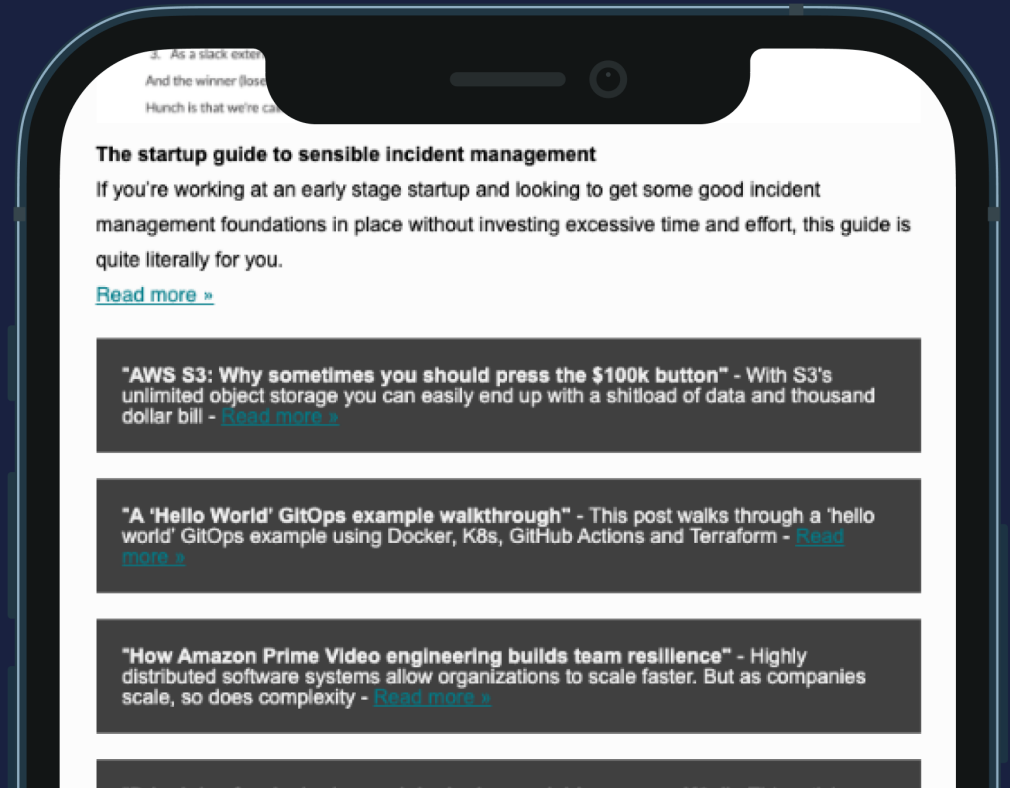 3. As a slack exten
And the winner (lose
Hunch is that we're ca
The startup guide to sensible incident management
If you're working at an early stage startup and looking to get some good incident
management foundations in place without investing excessive time and effort, this guide is
quite literally for you.
Read more »
"AWS S3: Why sometimes you should press the $100k button" - With S3's
unlimited object storage you can easily end up with a shitload of data and thousand
dollar bill - Read more »
"A 'Hello World' GitOps example walkthrough" - This post walks through a 'hello
world' GitOps example using Docker, K8s, GitHub Actions and Terraform - Read
more »
"How Amazon Prime Video engineering builds team resilience" - Highly
distributed software systems allow organizations to scale faster. But as companies
scale, so does complexity - Read more »